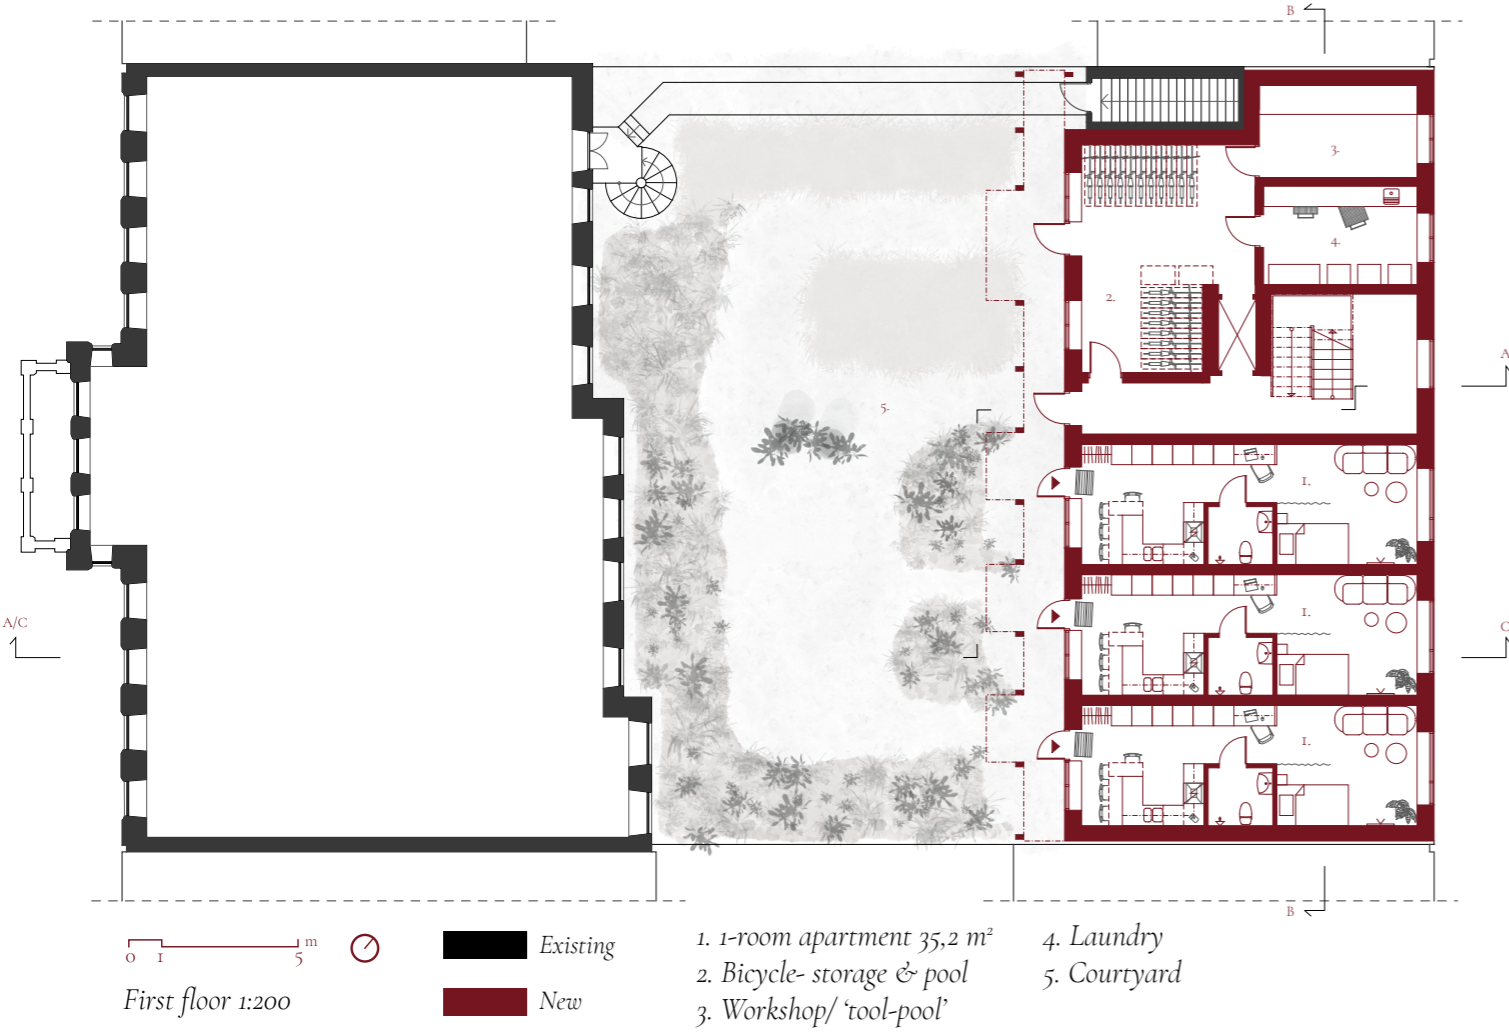 B
3.
4.
2.
A
5.
1.
A/C
1.
C
1.
B
m
0 1 5
First floor 1:200
Existing
New
1. 1-room apartment 35,2 m²
2. Bicycle- storage & pool
3. Workshop/ ‘tool-pool’
4. Laundry
5. Courtyard